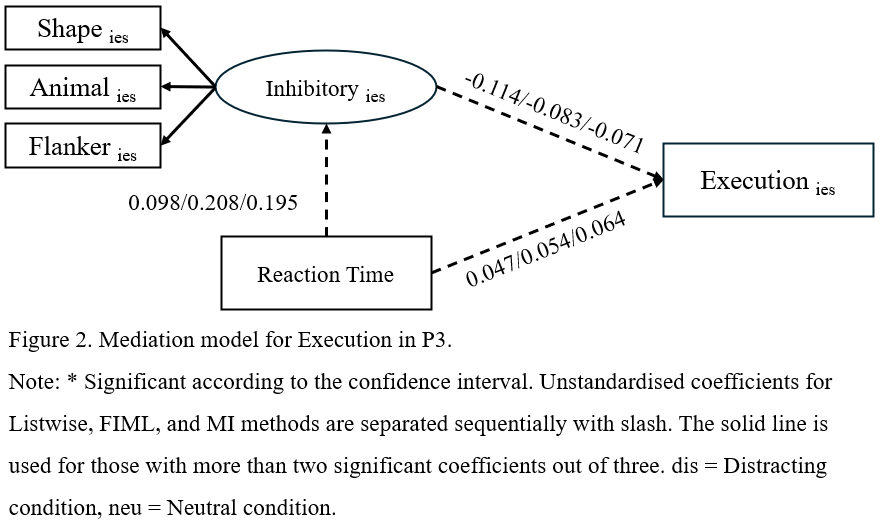 Shape ies
Animal ies
Flanker ies
Inhibitory ies
-0.114/-0.083/-0.071
Execution ies
0.098/0.208/0.195
0.047/0.054/0.064
Reaction Time
Figure 2. Mediation model for Execution in P3.
Note: * Significant according to the confidence interval. Unstandardised coefficients for
Listwise, FIML, and MI methods are separated sequentially with slash. The solid line is
used for those with more than two significant coefficients out of three. dis = Distracting
condition, neu = Neutral condition.